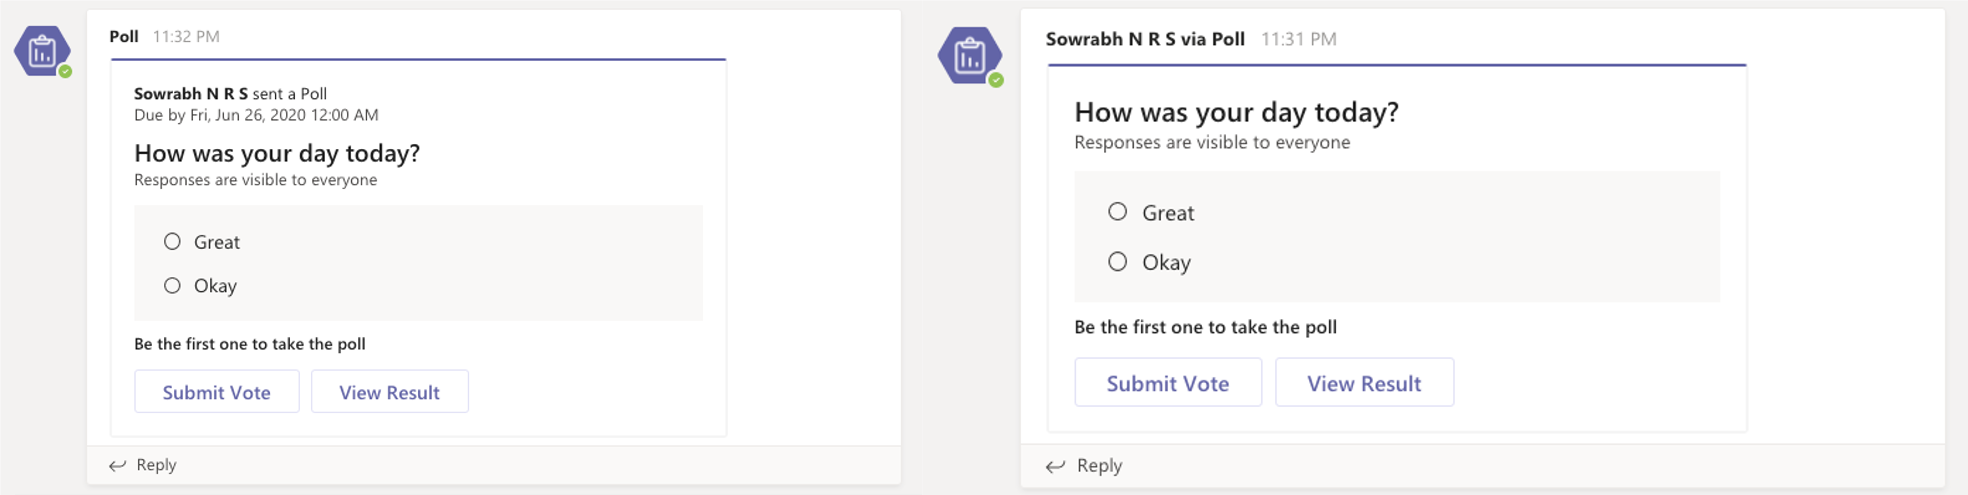 Poll 11:32 PM
Sowrabh N R S sent a Poll
Due by Fri, Jun 26, 2020 12:00 AM
How was your day today?
Responses are visible to everyone
Great
Okay
Be the first one to take the poll
Submit Vote View Result
Reply
Sowrabh N R S via Poll 11:31 PM
How was your day today?
Responses are visible to everyone
Great
Okay
Be the first one to take the poll
Submit Vote View Result
Reply